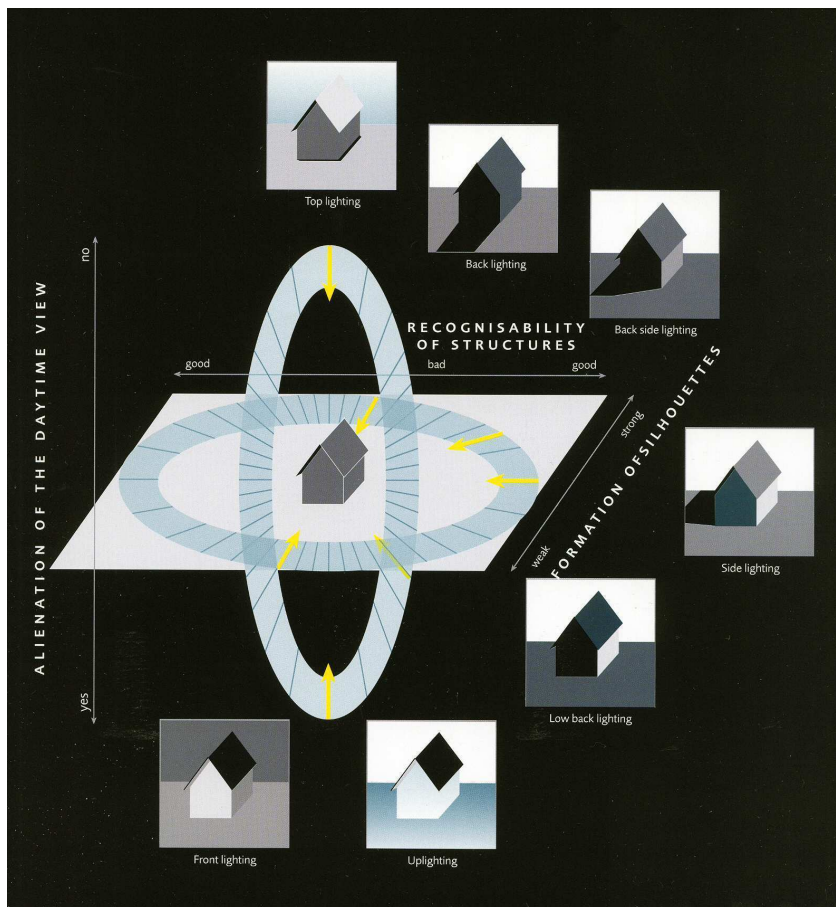 Top lighting
Back lighting
Back side lighting
no
ALIENATION OF THE DAYTIME VIEW
yes
RECOGNISABILITY
OF STRUCTURES
good
bad
good
FORMATION OFSILHOUETTES
strong
weak
Side lighting
Low back lighting
Front lighting
Uplighting